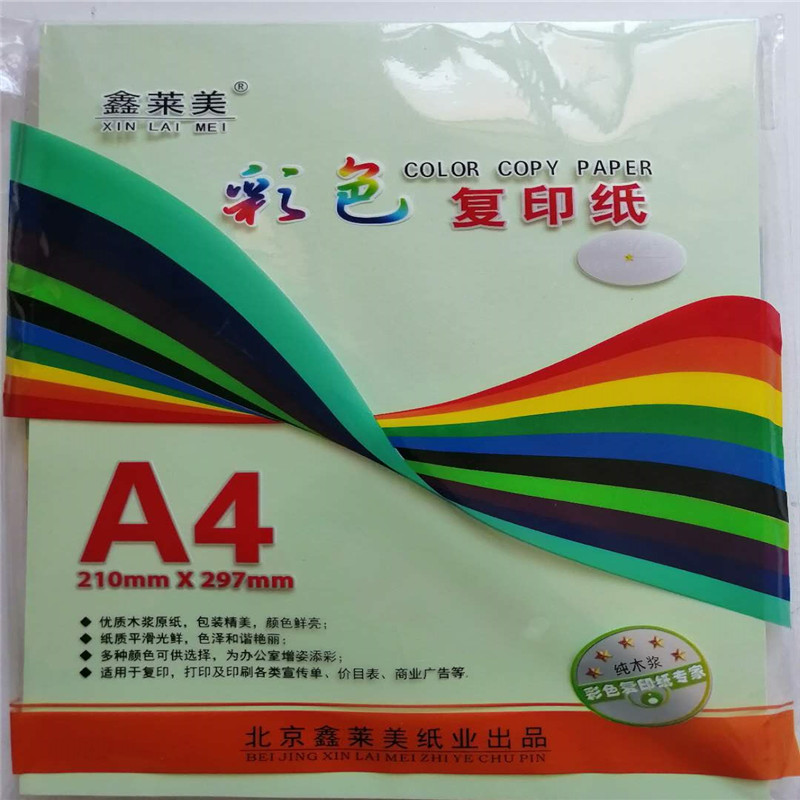 鑫莱美®
XIN LAI MEI
COLOR COPY PAPER
彩色 复印纸
A4
210mm X 297mm
◆ 优质木浆原纸，包装精美，颜色鲜亮；
◆ 纸质平滑光鲜，色泽和谐艳丽；
◆ 多种颜色可供选择，为办公室增姿添彩；
◆ 适用于复印，打印及印刷各类宣传单、价目表、商业广告等.
纯木浆
彩色复印纸专家
北京鑫莱美纸业出品
BEI JING XIN LAI MEI ZHI YE CHU PIN